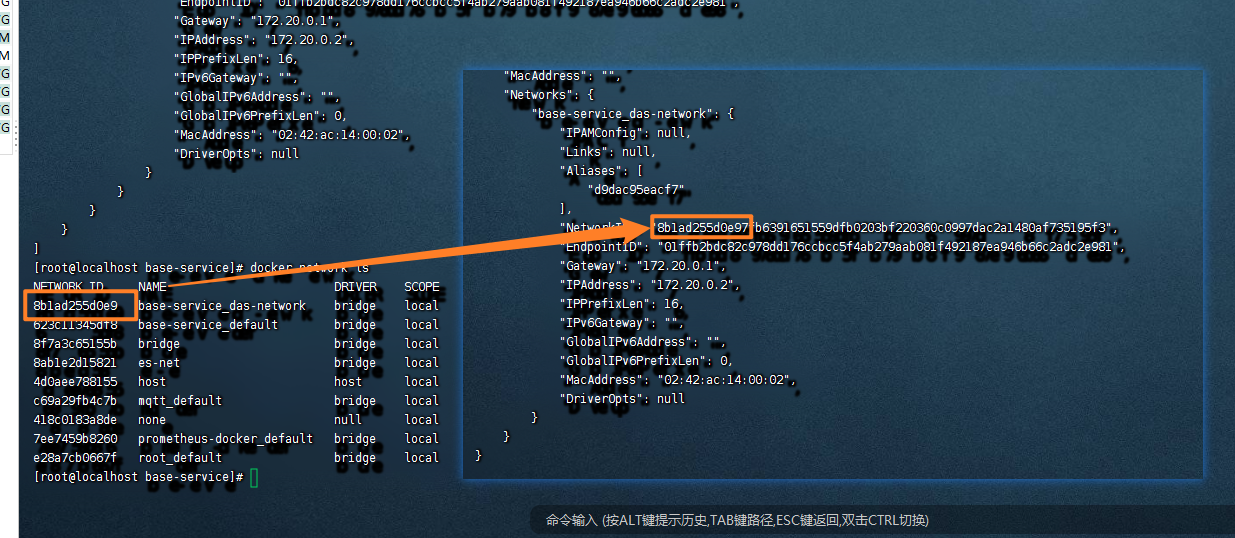 "EndpointID": "01ffb2bdc82c978dd176ccbcc5f4ab279aab081f492187ea946b66c2adc2e981",
"Gateway": "172.20.0.1",
"IPAddress": "172.20.0.2",
"IPPrefixLen": 16,
"IPv6Gateway": "",
"GlobalIPv6Address": "",
"GlobalIPv6PrefixLen": 0,
"MacAddress": "02:42:ac:14:00:02",
"DriverOpts": null
}
}
}
}
]
[root@localhost base-service]# docker network ls
NETWORK ID NAME DRIVER SCOPE
8b1ad255d0e9 base-service_das-network bridge local
623c11345df8 base-service_default bridge local
8f7a3c65155b bridge bridge local
8ab1e2d15821 es-net bridge local
4d0aee788155 host host local
c69a29fb4c7b mqtt_default bridge local
418c0183a8de none null local
7ee7459b8260 prometheus-docker_default bridge local
e28a7cb0667f root_default bridge local
[root@localhost base-service]#
"MacAddress": "",
"Networks": {
"base-service_das-network": {
"IPAMConfig": null,
"Links": null,
"Aliases": [
"d9dac95eacf7"
],
"NetworkI "8b1ad255d0e97fb6391651559dfb0203bf220360c0997dac2a1480af735195f3",
"EndpointID": "01ffb2bdc82c978dd176ccbcc5f4ab279aab081f492187ea946b66c2adc2e981",
"Gateway": "172.20.0.1",
"IPAddress": "172.20.0.2",
"IPPrefixLen": 16,
"IPv6Gateway": "",
"GlobalIPv6Address": "",
"GlobalIPv6PrefixLen": 0,
"MacAddress": "02:42:ac:14:00:02",
"DriverOpts": null
}
}
}
命令输入 (按ALT键提示历史,TAB键路径,ESC键返回,双击CTRL切换)